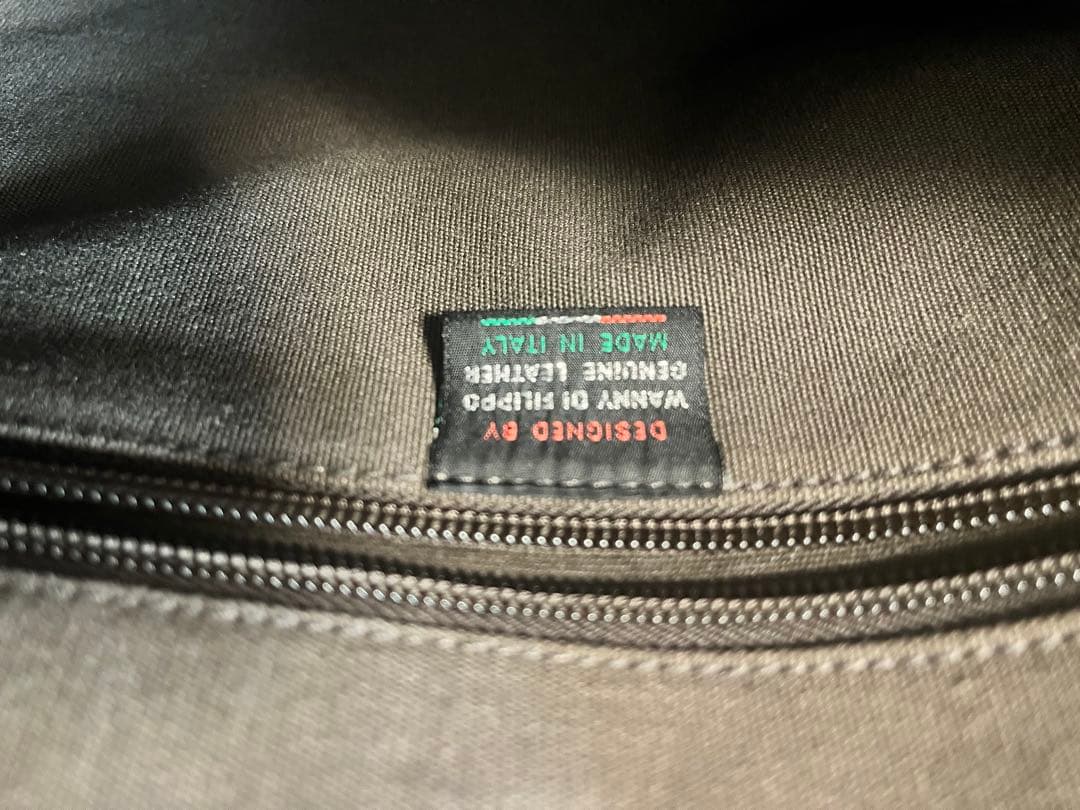 DESIGNED BY
WANNY DI FILIPPO
GENUINE LEATHER
MADE IN ITALY